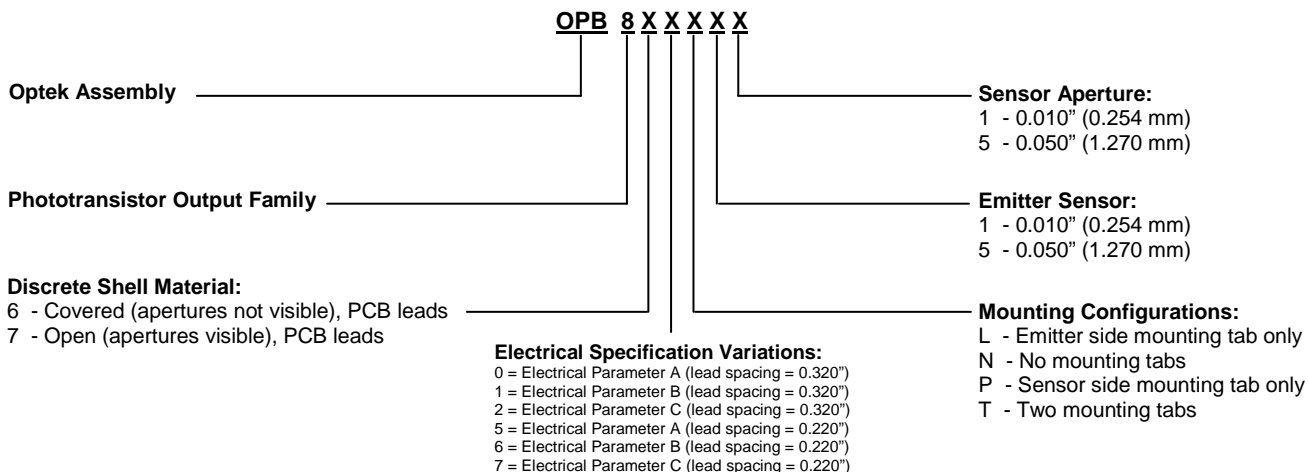 OPB 8 X X X X X
Optek Assembly
Phototransistor Output Family
Discrete Shell Material:
6 - Covered (apertures not visible), PCB leads
7 - Open (apertures visible), PCB leads
Electrical Specification Variations:
0 = Electrical Parameter A (lead spacing = 0.320”)
1 = Electrical Parameter B (lead spacing = 0.320”)
2 = Electrical Parameter C (lead spacing = 0.320”)
5 = Electrical Parameter A (lead spacing = 0.220”)
6 = Electrical Parameter B (lead spacing = 0.220”)
7 = Electrical Parameter C (lead spacing = 0.220”)
Sensor Aperture:
1 - 0.010” (0.254 mm)
5 - 0.050” (1.270 mm)
Emitter Sensor:
1 - 0.010” (0.254 mm)
5 - 0.050” (1.270 mm)
Mounting Configurations:
L - Emitter side mounting tab only
N - No mounting tabs
P - Sensor side mounting tab only
T - Two mounting tabs